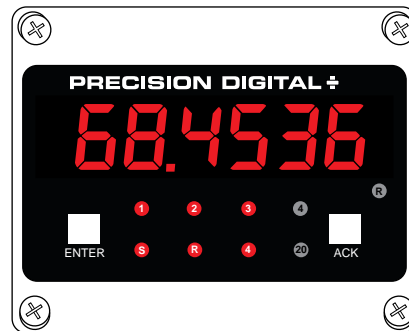 PRECISION DIGITAL÷
68.4536
R
1 2 3 4
ENTER S R 4 20 ACK